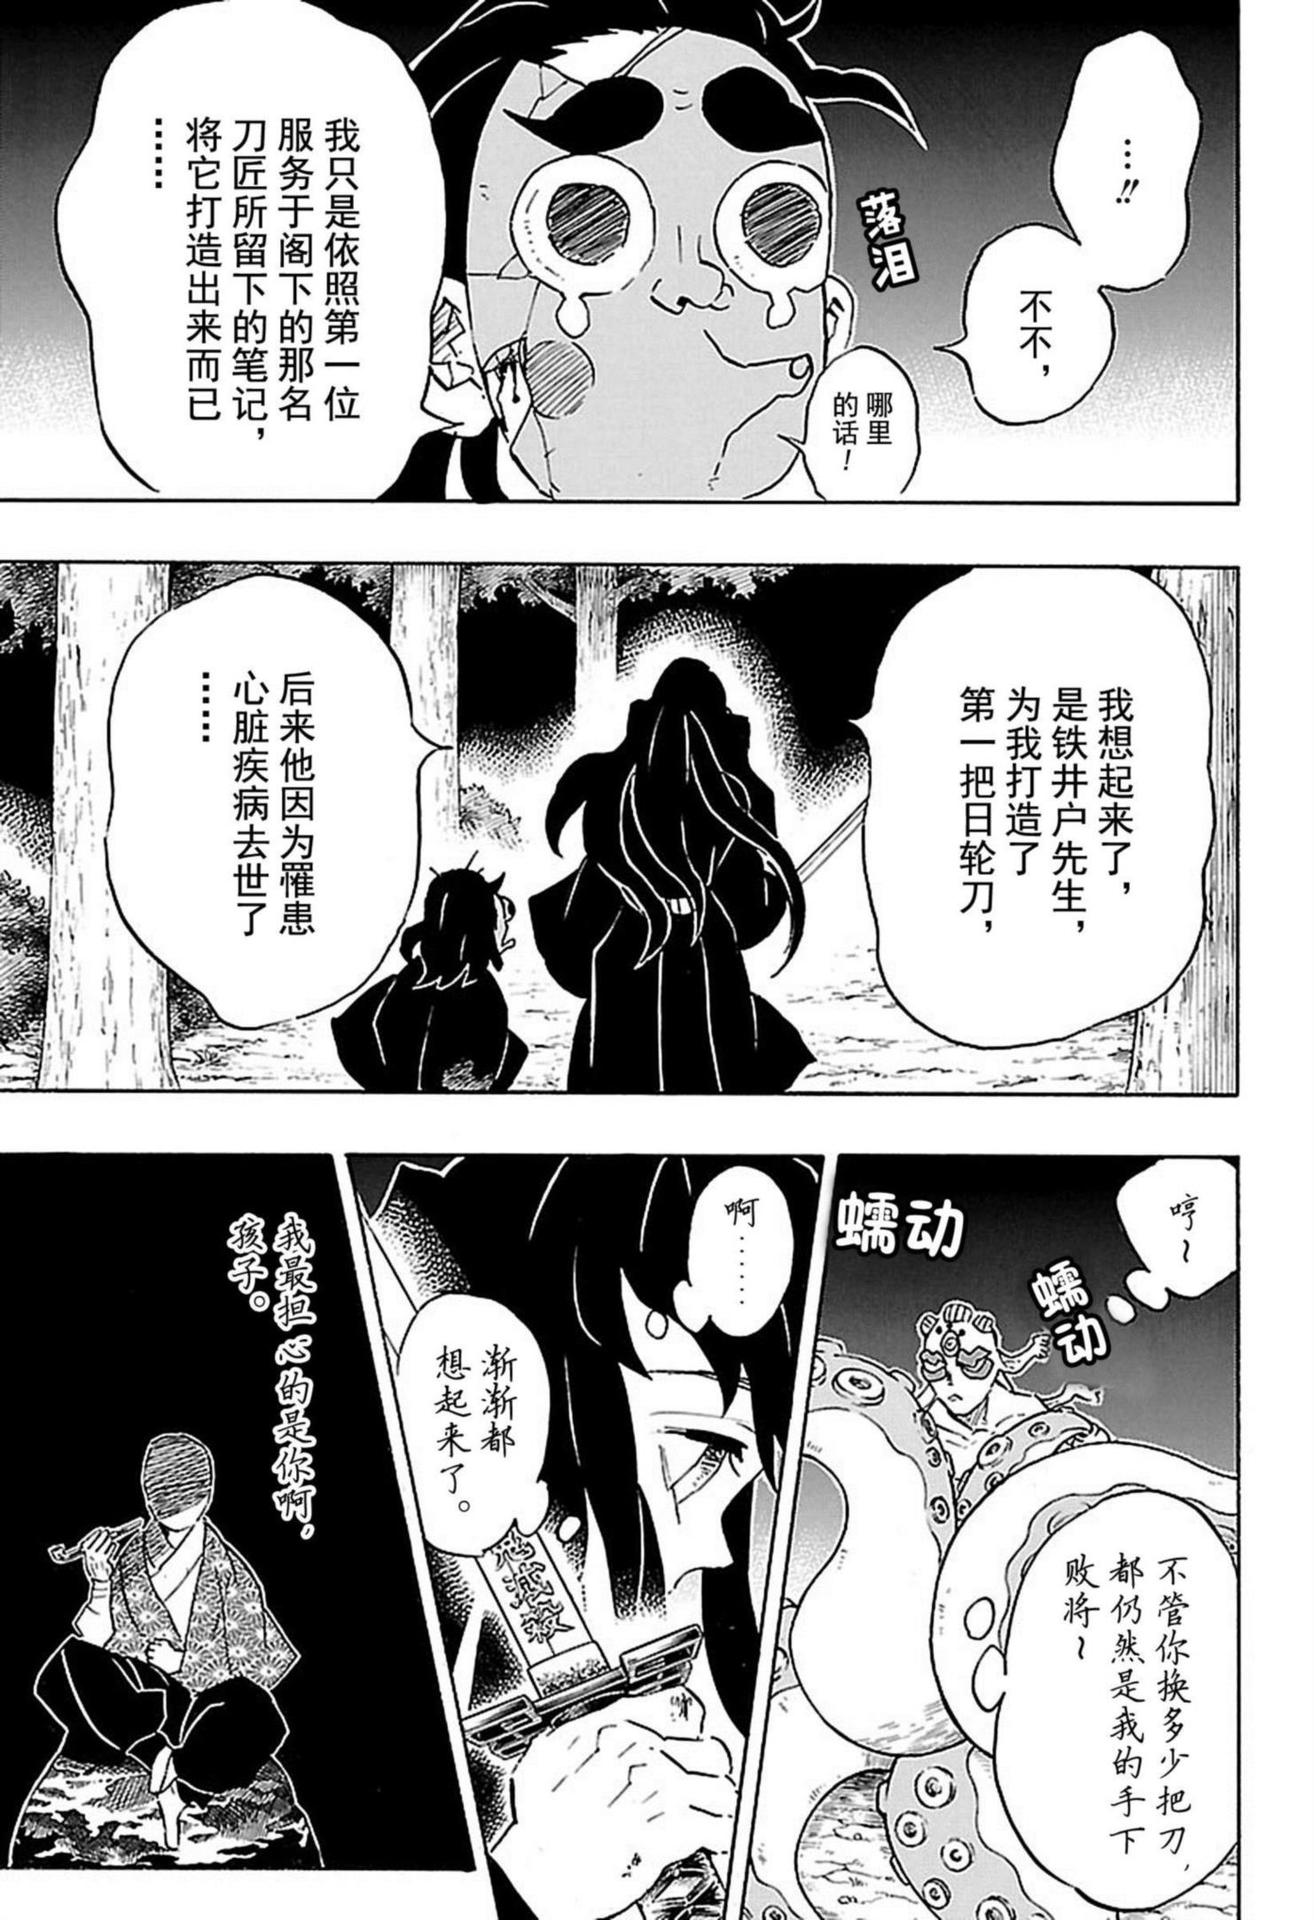 …!!
不不，
落泪
哪里
的话！
我只是依照第一位
服务于阁下的那名
刀匠所留下的笔记，
将它打造出来而已
……
我想起来了，
是铁井户先生，
为我打造了
第一把日轮刀，
后来他因为罹患
心脏疾病去世了
……
哼~
蠕动
蠕动
不管你换多少把刀，
都仍然是我的手下
败将~
啊……
渐渐都
想起来了。
恶鬼滅殺
我最担心的是你啊，
孩子。